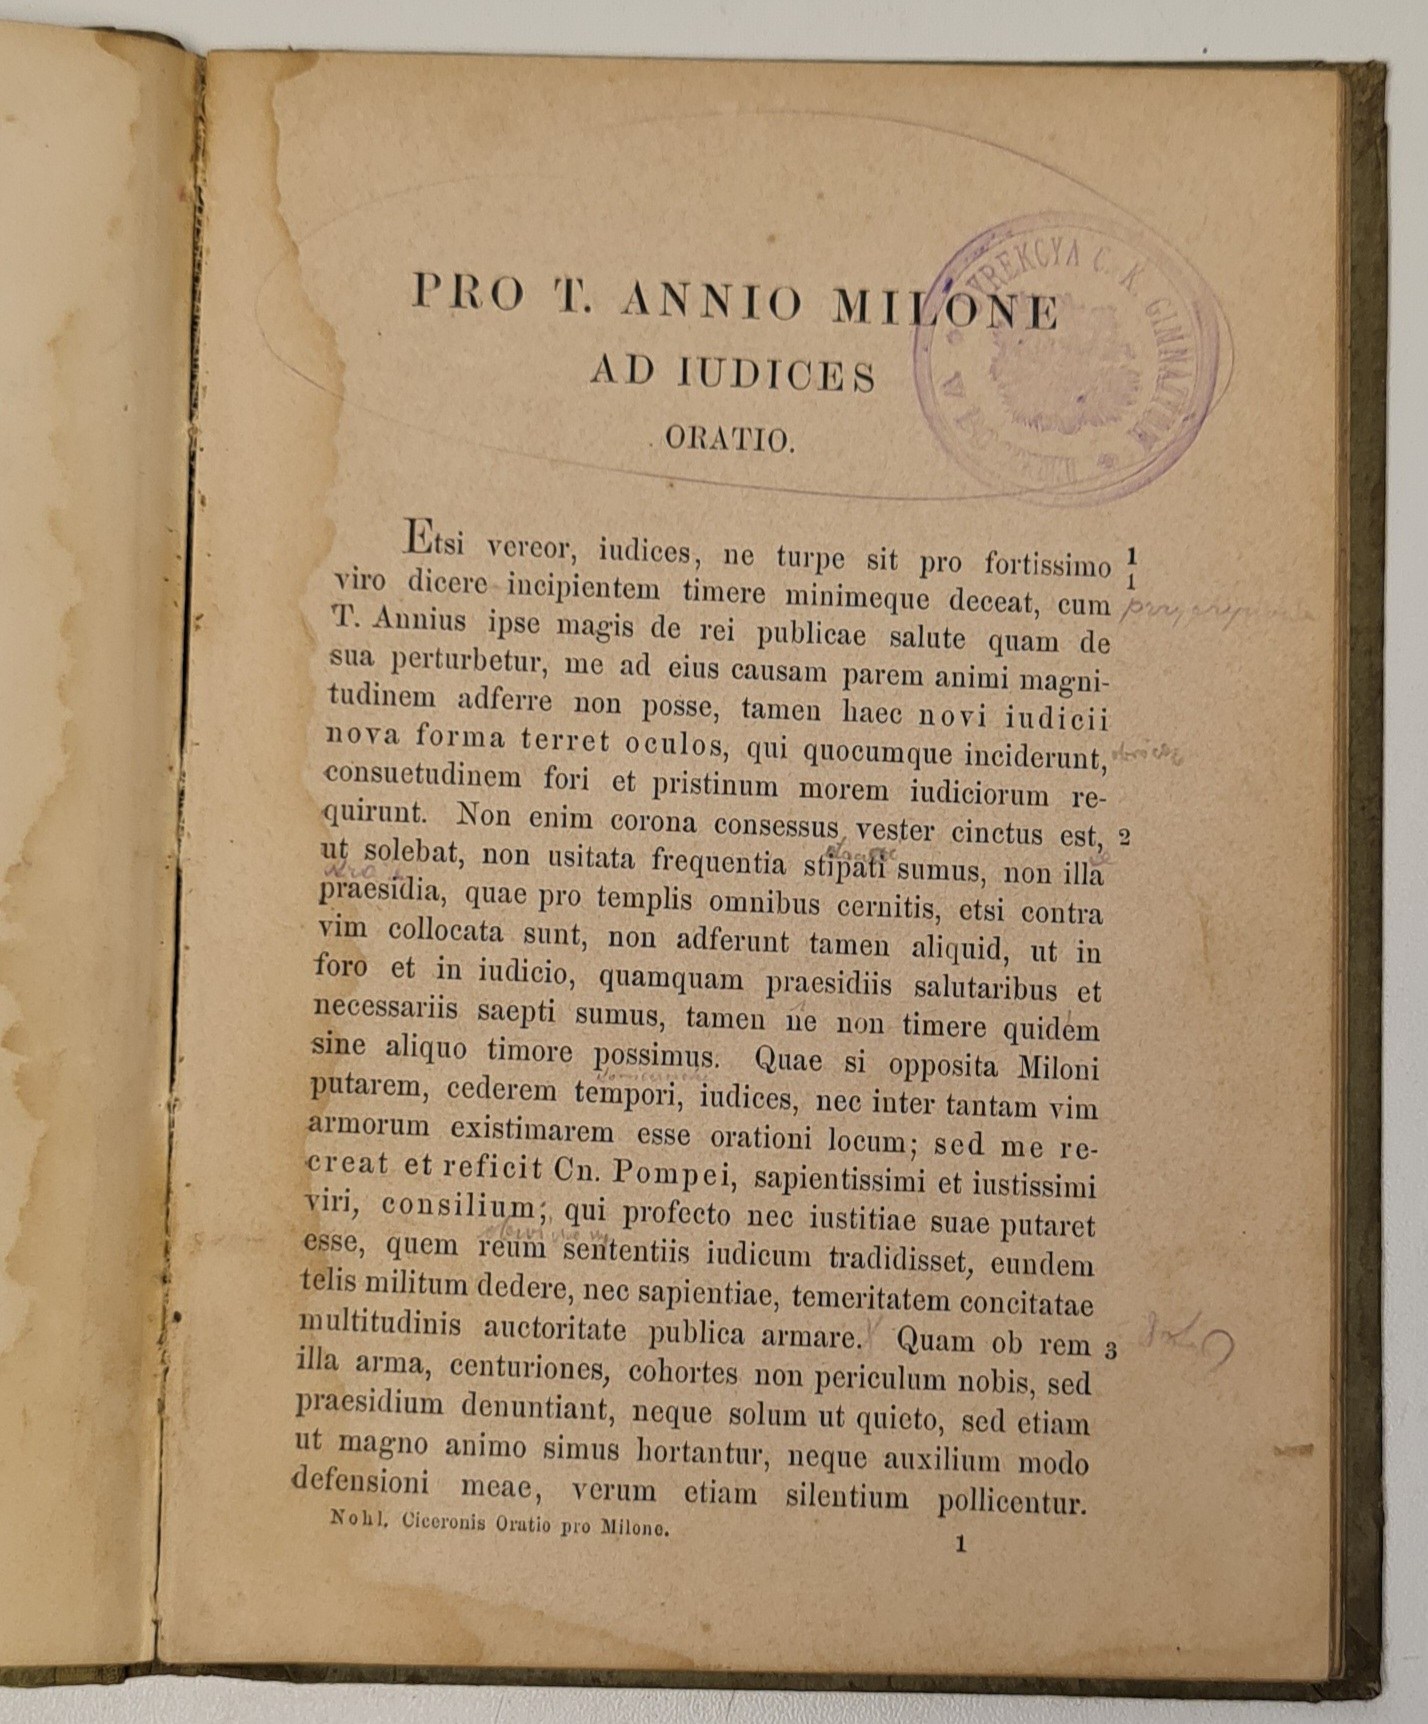 PRO T. ANNIO MILONE
AD IUDICES
ORATIO.
DYREKCYA C. K. GIMNAZYUM
Etsi vereor, iudices, ne turpe sit pro fortissimo 1
viro dicere incipientem timere minimeque deceat, cum 1
T. Annius ipse magis de rei publicae salute quam de
sua perturbetur, me ad eius causam parem animi magni-
tudinem adferre non posse, tamen haec novi iudicii
nova forma terret oculos, qui quocumque inciderunt,
consuetudinem fori et pristinum morem iudiciorum re-
quirunt. Non enim corona consessus vester cinctus est, 2
ut solebat, non usitata frequentia stipati sumus, non illa
praesidia, quae pro templis omnibus cernitis, etsi contra
vim collocata sunt, non adferunt tamen aliquid, ut in
foro et in iudicio, quamquam praesidiis salutaribus et
necessariis saepti sumus, tamen ne non timere quidem
sine aliquo timore possimus. Quae si opposita Miloni
putarem, cederem tempori, iudices, nec inter tantam vim
armorum existimarem esse orationi locum; sed me re-
creat et reficit Cn. Pompei, sapientissimi et iustissimi
viri, consilium; qui profecto nec iustitiae suae putaret
esse, quem reum sententiis iudicum tradidisset, eundem
telis militum dedere, nec sapientiae, temeritatem concitatae
multitudinis auctoritate publica armare. Quam ob rem 3
illa arma, centuriones, cohortes non periculum nobis, sed
praesidium denuntiant, neque solum ut quieto, sed etiam
ut magno animo simus hortantur, neque auxilium modo
defensioni meae, verum etiam silentium pollicentur.
Nohl, Ciceronis Oratio pro Milone.
1